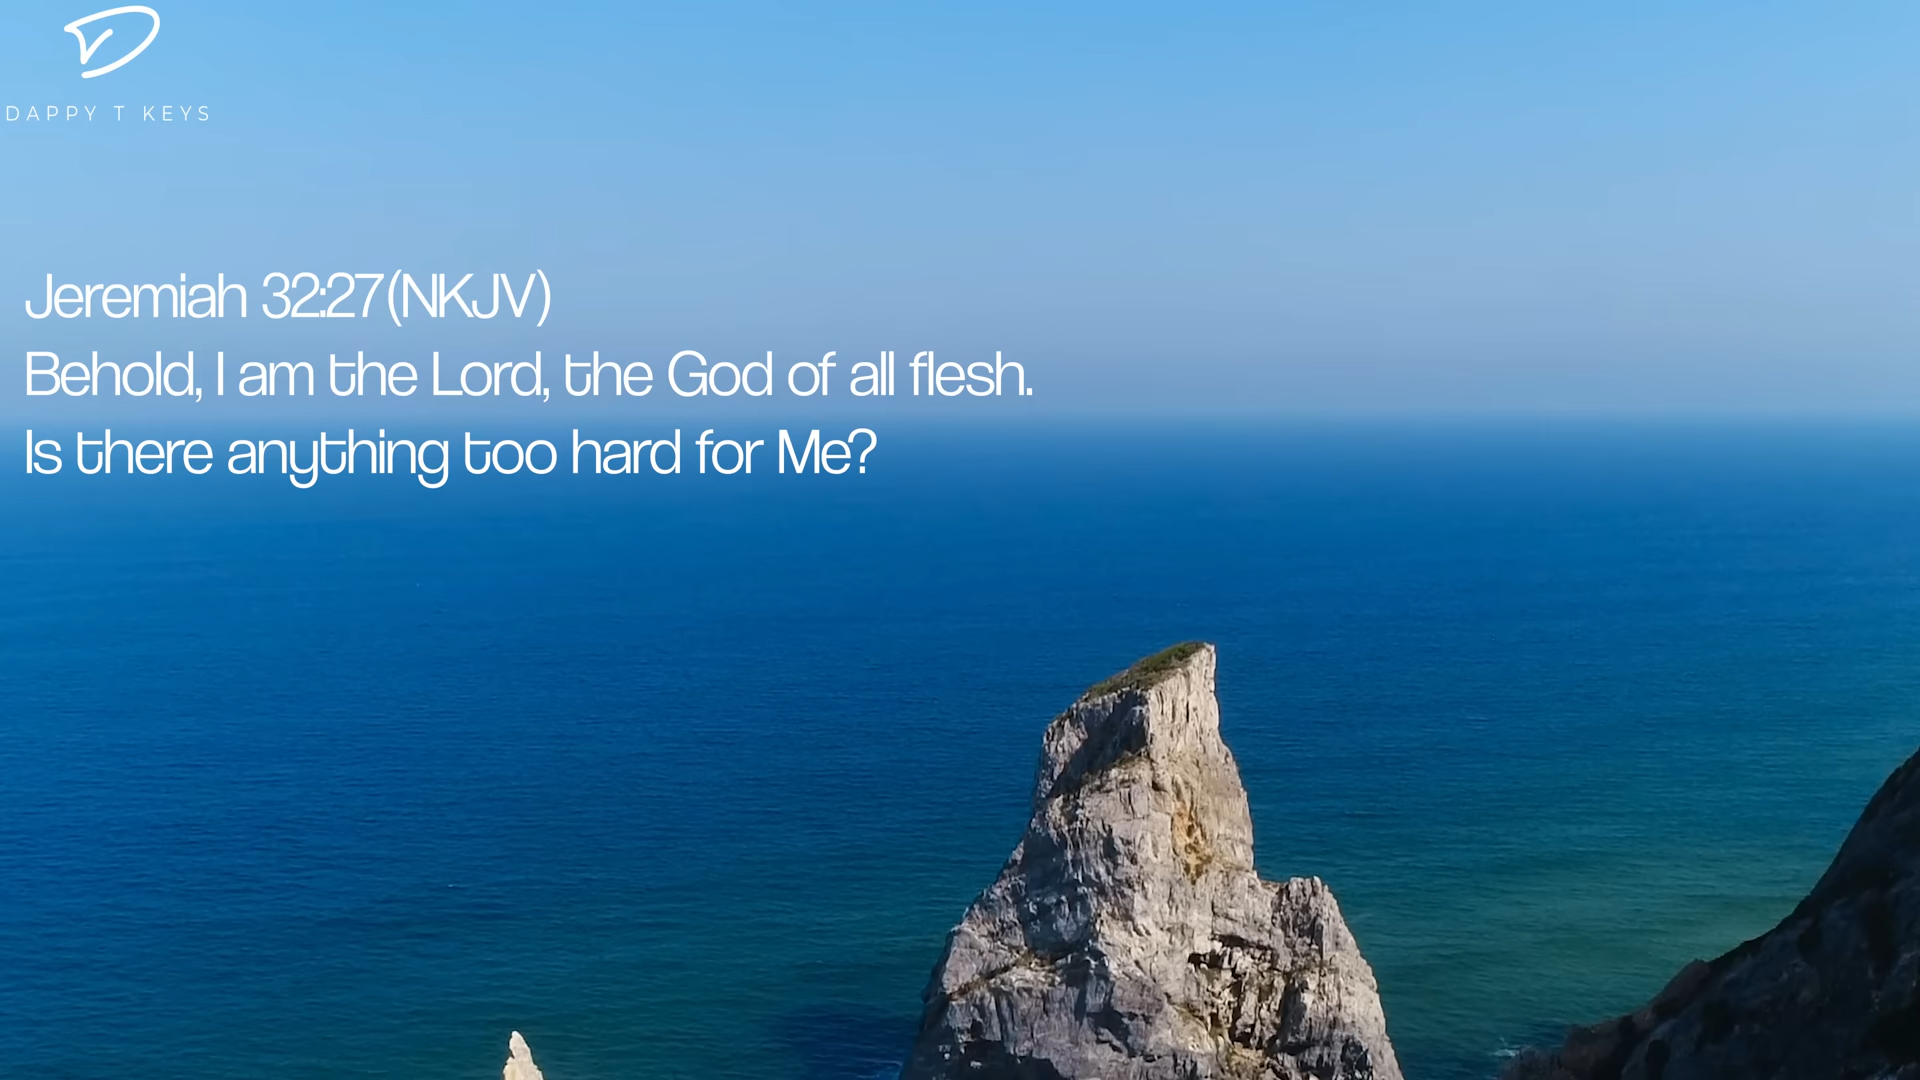 DAPPY T KEYS
Jeremiah 32:27(NKJV)
Behold, I am the Lord, the God of all flesh.
Is there anything too hard for Me?